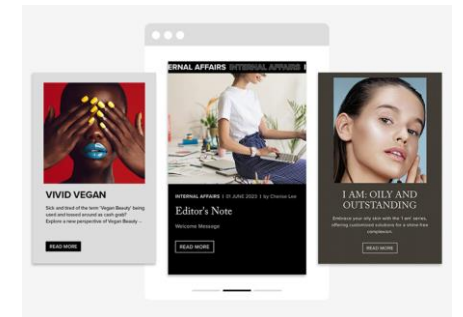 VIVID VEGAN
Sick and tired of the term 'Vegan Beauty' being
used and tossed around as cash grab?
Explore a new perspective of Vegan Beauty ...
READ MORE
ERNAL AFFAIRS INTERNAL AFFAIRS I
INTERNAL AFFAIRS I 01 JUNE 2023 I by Cherise Lee
Editor's Note
Welcome Message
READ MORE
I AM: OILY AND
OUTSTANDING
Embrace your oily skin with the 'I am' series,
offering customised solutions for a shine-free
complexion.
READ MORE